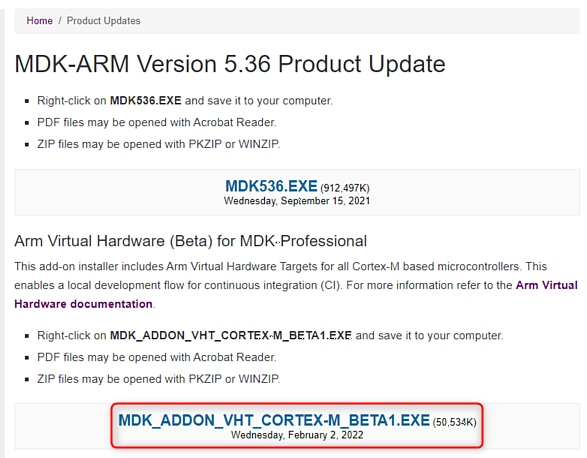 Home / Product Updates
MDK-ARM Version 5.36 Product Update
Right-click on MDK536.EXE and save it to your computer.
PDF files may be opened with Acrobat Reader.
ZIP files may be opened with PKZIP or WINZIP.
MDK536.EXE (912,497K)
Wednesday, September 15, 2021
Arm Virtual Hardware (Beta) for MDK-Professional
This add-on installer includes Arm Virtual Hardware Targets for all Cortex-M based microcontrollers. This
enables a local development flow for continuous integration (CI). For more information refer to the Arm Virtual
Hardware documentation.
Right-click on MDK_ADDON_VHT_CORTEX-M_BETA1.EXE and save it to your computer.
PDF files may be opened with Acrobat Reader.
ZIP files may be opened with PKZIP or WINZIP.
MDK_ADDON_VHT_CORTEX-M_BETA1.EXE (50,534K)
Wednesday, February 2, 2022